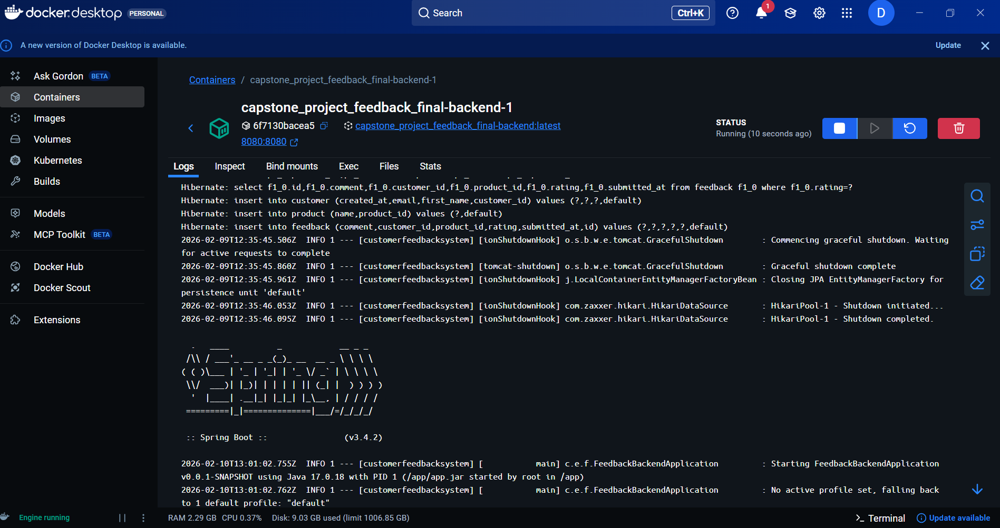 docker.desktop PERSONAL
Search
Ctrl+K
1
D
A new version of Docker Desktop is available.
Update
Ask Gordon BETA
Containers
Images
Volumes
Kubernetes
Builds
Models
MCP Toolkit BETA
Docker Hub
Docker Scout
Extensions
Containers / capstone_project_feedback_final-backend-1
capstone_project_feedback_final-backend-1
6f7130bacea5 capstone_project_feedback_final-backend:latest
8080:8080
STATUS
Running (10 seconds ago)
Logs Inspect Bind mounts Exec Files Stats
Hibernate: select f1_0.id,f1_0.comment,f1_0.customer_id,f1_0.product_id,f1_0.rating,f1_0.submitted_at from feedback f1_0 where f1_0.rating=?
Hibernate: insert into customer (created_at,email,first_name,customer_id) values (?,?,?,default)
Hibernate: insert into product (name,product_id) values (?,default)
Hibernate: insert into feedback (comment,customer_id,product_id,rating,submitted_at,id) values (?,?,?,?,?,default)
2026-02-09T12:35:45.506Z  INFO 1 --- [customerfeedbacksystem] [ionShutdownHook] o.s.b.w.e.tomcat.GracefulShutdown        : Commencing graceful shutdown. Waiting
for active requests to complete
2026-02-09T12:35:45.860Z  INFO 1 --- [customerfeedbacksystem] [tomcat-shutdown] o.s.b.w.e.tomcat.GracefulShutdown        : Graceful shutdown complete
2026-02-09T12:35:45.961Z  INFO 1 --- [customerfeedbacksystem] [ionShutdownHook] j.LocalContainerEntityManagerFactoryBean : Closing JPA EntityManagerFactory for
persistence unit 'default'
2026-02-09T12:35:46.053Z  INFO 1 --- [customerfeedbacksystem] [ionShutdownHook] com.zaxxer.hikari.HikariDataSource       : HikariPool-1 - Shutdown initiated...
2026-02-09T12:35:46.095Z  INFO 1 --- [customerfeedbacksystem] [ionShutdownHook] com.zaxxer.hikari.HikariDataSource       : HikariPool-1 - Shutdown completed.
  .   ____          _            __ _ _
 /\\ / ___'_ __ _ _(_)_ __  __ _ \ \ \ \
( ( )\___ | '_ | '_| | '_ \/ _` | \ \ \ \
 \\/  ___)| |_)| | | | | || (_| |  ) ) ) )
  '  |____| .__|_| |_|_| |_\__, | / / / /
 =========|_|==============|___/=/_/_/_/
 :: Spring Boot ::                (v3.4.2)
2026-02-10T13:01:02.755Z  INFO 1 --- [customerfeedbacksystem] [           main] c.e.f.FeedbackBackendApplication         : Starting FeedbackBackendApplication
v0.0.1-SNAPSHOT using Java 17.0.18 with PID 1 (/app/app.jar started by root in /app)
2026-02-10T13:01:02.762Z  INFO 1 --- [customerfeedbacksystem] [           main] c.e.f.FeedbackBackendApplication         : No active profile set, falling back
to 1 default profile: "default"
Engine running
RAM 2.29 GB CPU 0.37% Disk: 9.03 GB used (limit 1006.85 GB)
Terminal
Update available